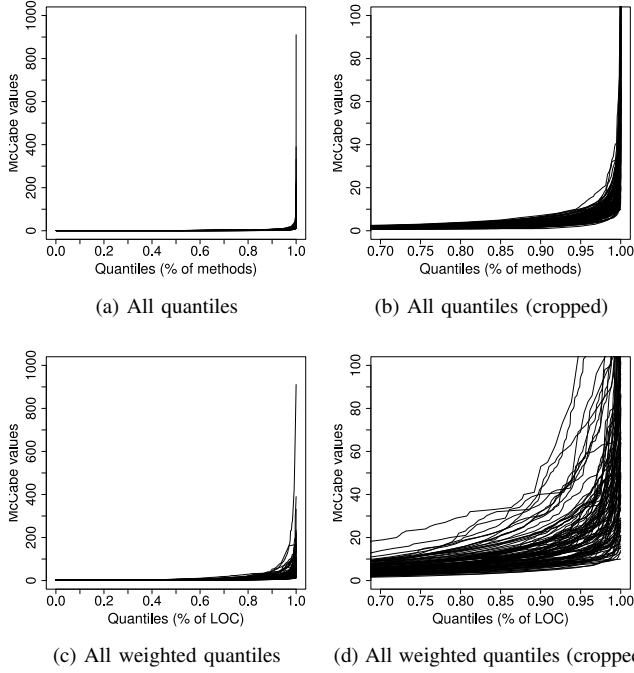 McCabe values
1000
800
600
400
200
0
0.0 0.2 0.4 0.6 0.8 1.0
Quantiles (% of methods)
(a) All quantiles
McCabe values
100
80
60
40
20
0
0.70 0.75 0.80 0.85 0.90 0.95 1.00
Quantiles (% of methods)
(b) All quantiles (cropped)
McCabe values
1000
800
600
400
200
0
0.0 0.2 0.4 0.6 0.8 1.0
Quantiles (% of LOC)
(c) All weighted quantiles
McCabe values
100
80
60
40
20
0
0.70 0.75 0.80 0.85 0.90 0.95 1.00
Quantiles (% of LOC)
(d) All weighted quantiles (cropped